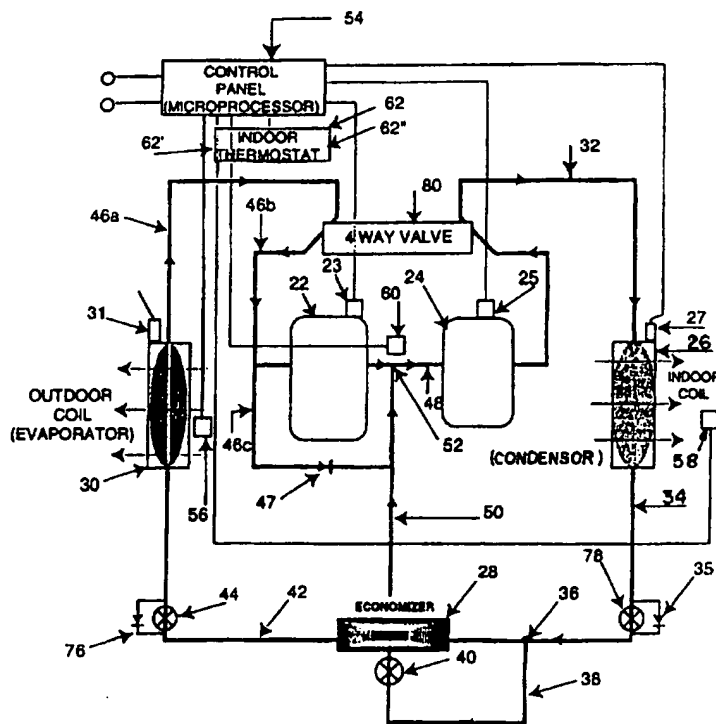 54
CONTROL
PANEL
(MICROPROCESSOR)
62
62'
INDOOR
THERMOSTAT
62"
32
46a
46b
80
4 WAY VALVE
23
22
60
24
25
31
27
26
OUTDOOR
COIL
(EVAPORATOR)
INDOOR
COIL
48
52
46c
(CONDENSOR)
58
30
56
47
50
34
78
35
44
42
ECONOMIZER
28
36
76
40
38